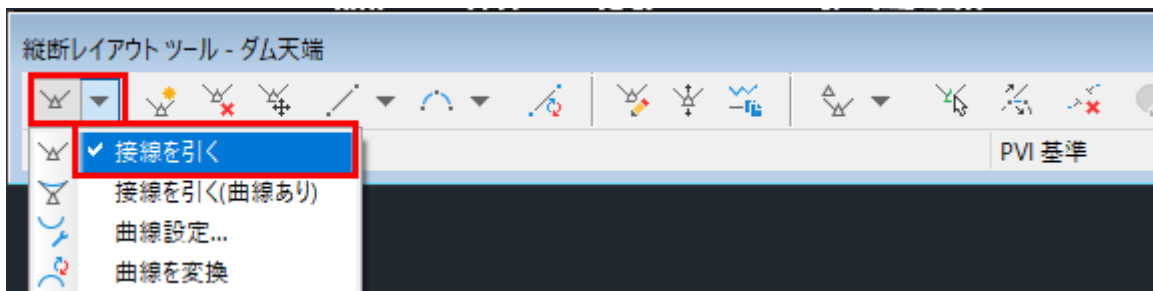 縦断レイアウト ツール - ダム天端
接線を引く
PVI 基準
接線を引く(曲線あり)
曲線設定...
曲線を変換